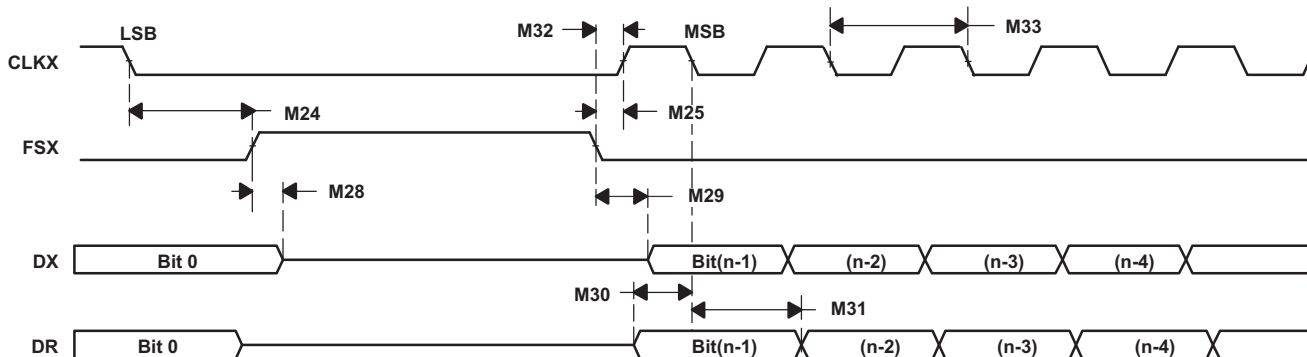 LSB
M32
MSB
M33
CLKX
M24
M25
FSX
M28
M29
DX
Bit 0
Bit(n-1)
(n-2)
(n-3)
(n-4)
M30
M31
DR
Bit 0
Bit(n-1)
(n-2)
(n-3)
(n-4)